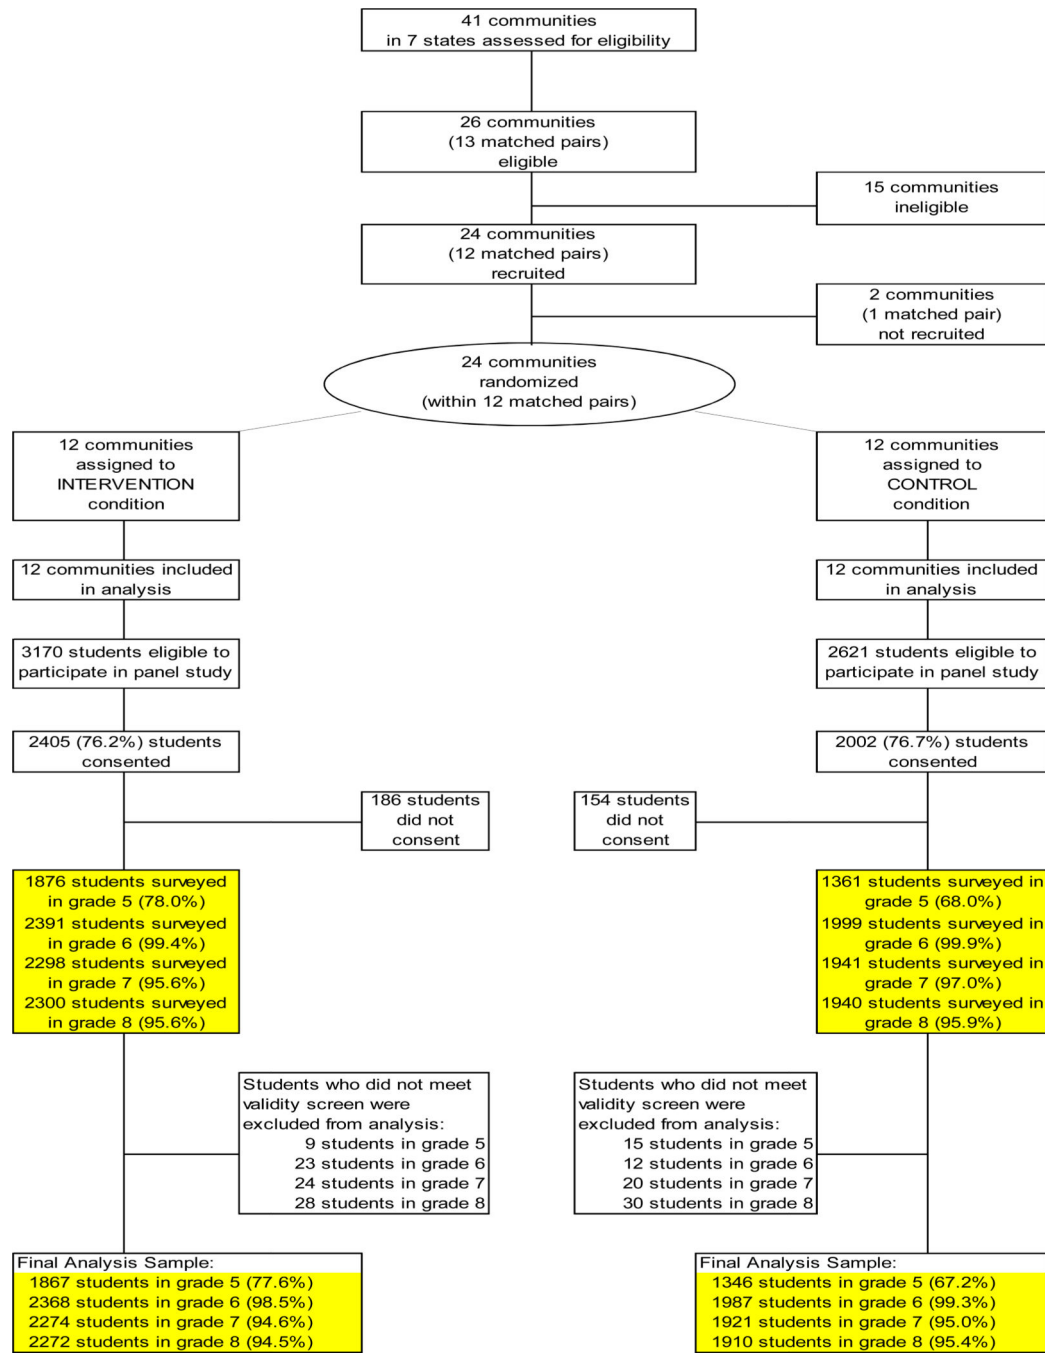 41 communities
in 7 states assessed for eligibility
26 communities
(13 matched pairs)
eligible
15 communities
ineligible
24 communities
(12 matched pairs)
recruited
2 communities
(1 matched pair)
not recruited
24 communities
randomized
(within 12 matched pairs)
12 communities
assigned to
INTERVENTION
condition
12 communities
assigned to
CONTROL
condition
12 communities included
in analysis
12 communities included
in analysis
3170 students eligible to
participate in panel study
2621 students eligible to
participate in panel study
2405 (76.2%) students
consented
2002 (76.7%) students
consented
186 students
did not
consent
154 students
did not
consent
1876 students surveyed
in grade 5 (78.0%)
2391 students surveyed
in grade 6 (99.4%)
2298 students surveyed
in grade 7 (95.6%)
2300 students surveyed
in grade 8 (95.6%)
1361 students surveyed in
grade 5 (68.0%)
1999 students surveyed in
grade 6 (99.9%)
1941 students surveyed in
grade 7 (97.0%)
1940 students surveyed in
grade 8 (95.9%)
Students who did not meet
validity screen were
excluded from analysis:
9 students in grade 5
23 students in grade 6
24 students in grade 7
28 students in grade 8
Students who did not meet
validity screen were
excluded from analysis:
15 students in grade 5
12 students in grade 6
20 students in grade 7
30 students in grade 8
Final Analysis Sample:
1867 students in grade 5 (77.6%)
2368 students in grade 6 (98.5%)
2274 students in grade 7 (94.6%)
2272 students in grade 8 (94.5%)
Final Analysis Sample:
1346 students in grade 5 (67.2%)
1987 students in grade 6 (99.3%)
1921 students in grade 7 (95.0%)
1910 students in grade 8 (95.4%)